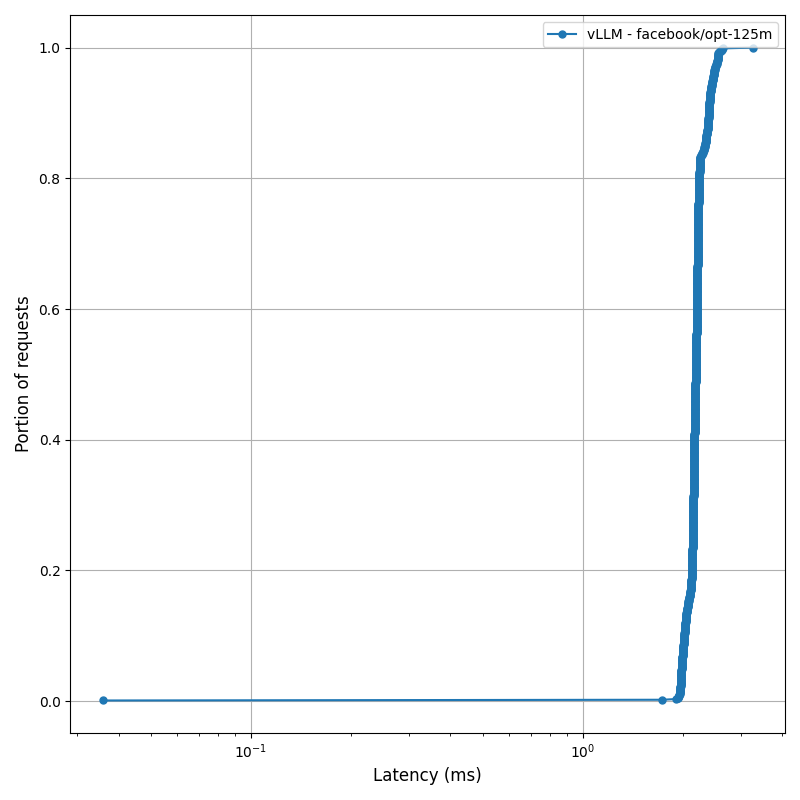 vLLM - facebook/opt-125m
1.0
0.8
0.6
0.4
0.2
0.0
Portion of requests
10⁻¹
10⁰
Latency (ms)